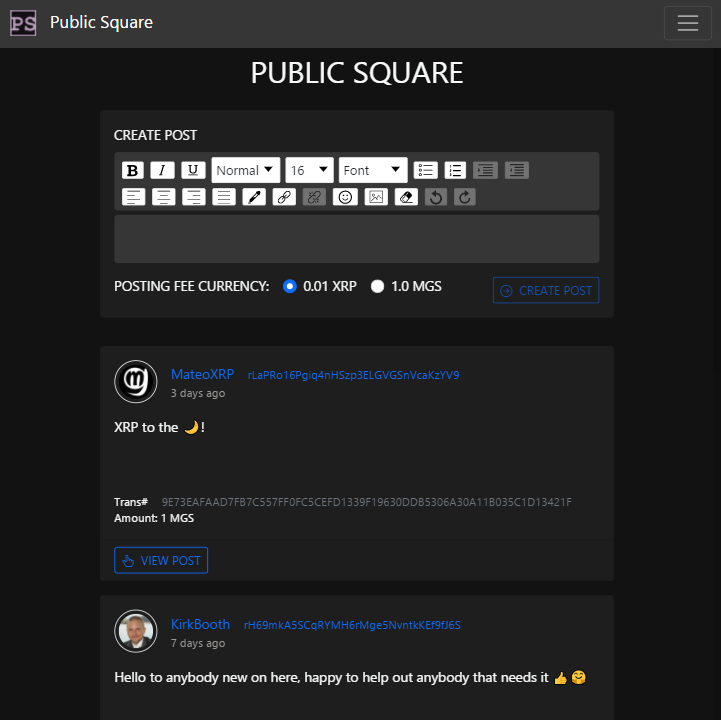 PS Public Square
PUBLIC SQUARE
CREATE POST
B I U Normal 16 Font
POSTING FEE CURRENCY: 0.01 XRP 1.0 MGS CREATE POST
MateoXRP rLaPRo16Pgiq4nHSzp3ELGVGSnVcaKzYV9
3 days ago
XRP to the 🌙!
Trans# 9E73EAFAAD7FB7C557FF0FC5CEFD1339F19630DDB5306A30A11B035C1D13421F
Amount: 1 MGS
VIEW POST
KirkBooth rH69mkA5SCqRYMH6rMge5NvntkKEf9fJ6S
7 days ago
Hello to anybody new on here, happy to help out anybody that needs it 👍🤗